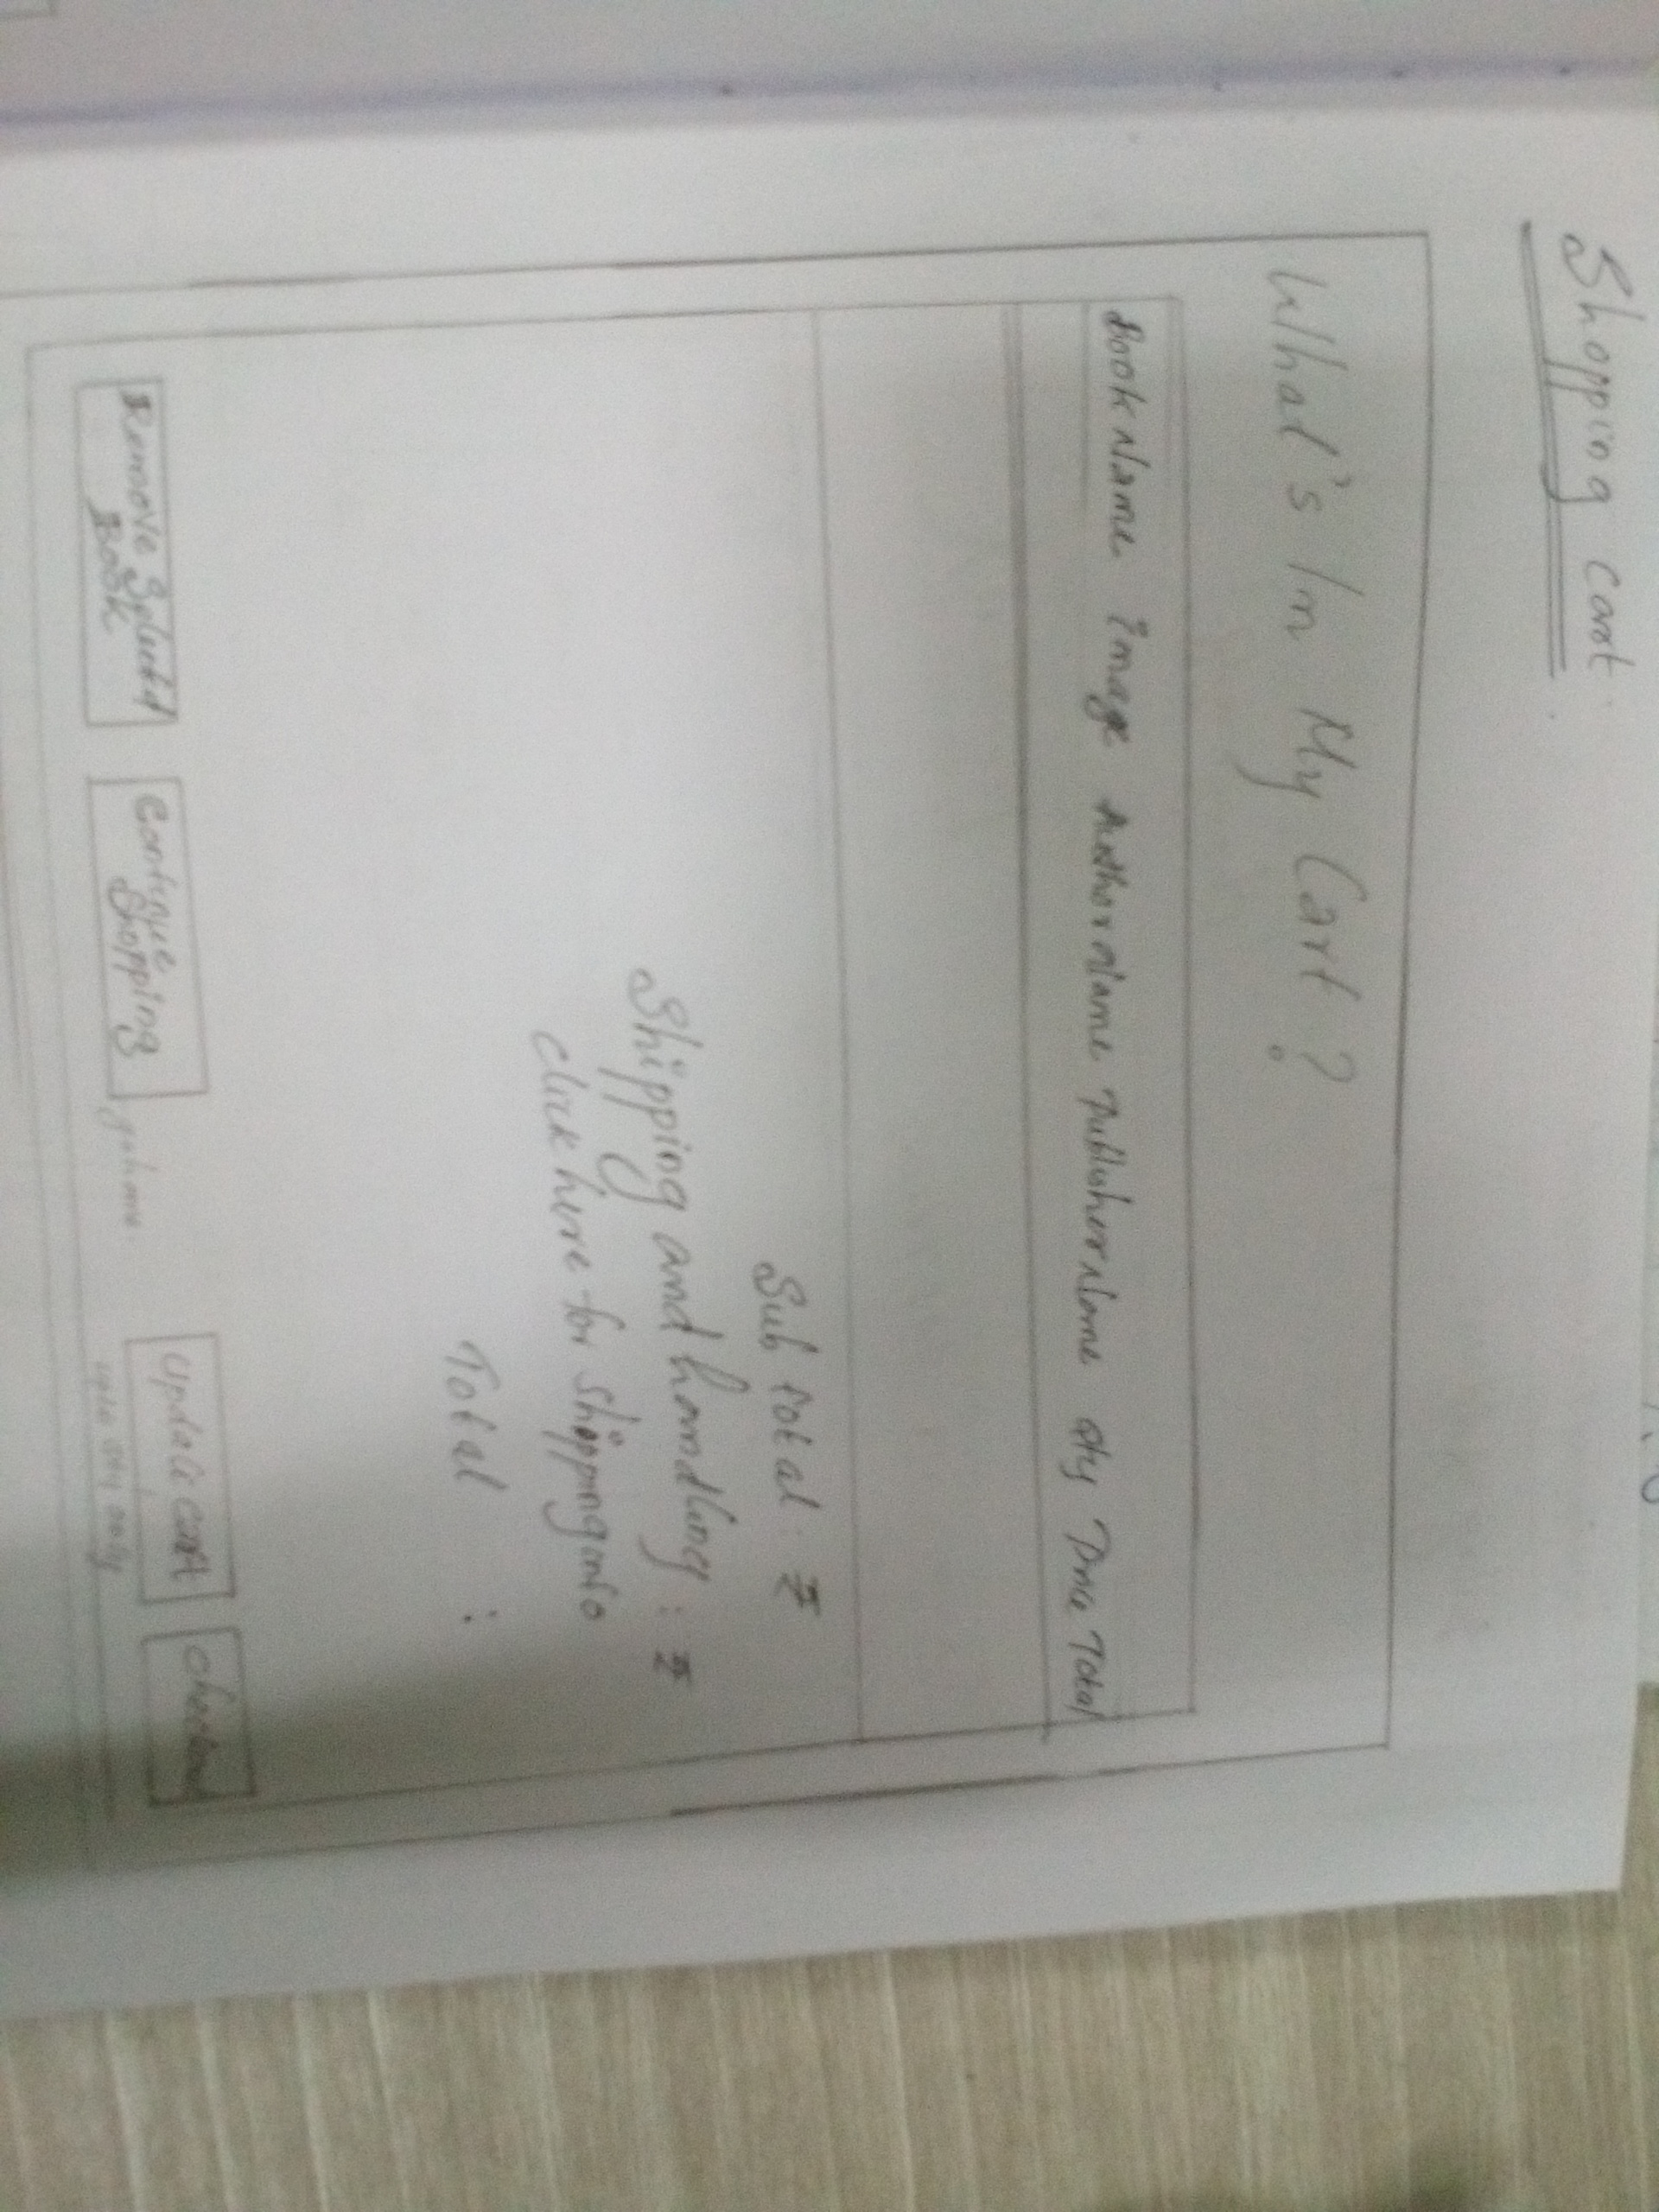 Shopping cart
What's In My Cart ?
Book Name Image Author Name Publisher Name Qty Price Total
Sub total : ₹
Shipping and handling : ₹
click here for shipping info
Total :
Remove Selected
Book
Continue
Shopping
go home
Update Cart
Checkout
only